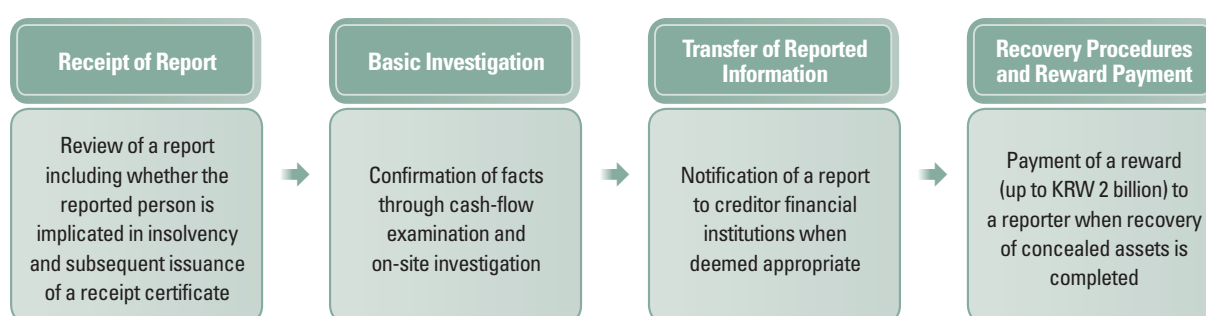 Receipt of Report
Review of a report
including whether the
reported person is
implicated in insolvency
and subsequent issuance
of a receipt certificate
Basic Investigation
Confirmation of facts
through cash-flow
examination and
on-site investigation
Transfer of Reported
Information
Notification of a report
to creditor financial
institutions when
deemed appropriate
Recovery Procedures
and Reward Payment
Payment of a reward
(up to KRW 2 billion) to
a reporter when recovery
of concealed assets is
completed